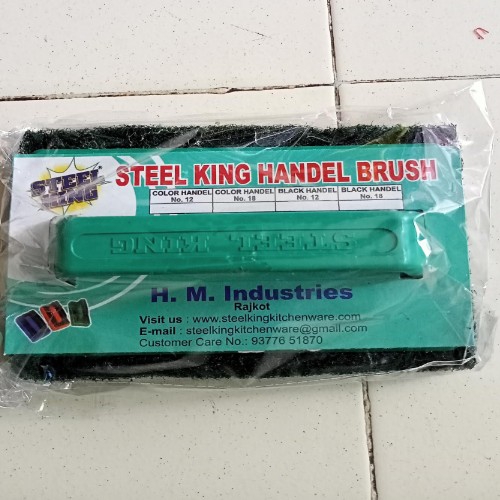 STEEL KING
STEEL KING HANDEL BRUSH
COLOR HANDEL COLOR HANDEL BLACK HANDEL BLACK HANDEL
No. 12 No. 18 No. 12 No. 18
STEEL KING
H. M. Industries
Rajkot
Visit us : www.steelkingkitchenware.com
E-mail : steelkingkitchenware@gmail.com
Customer Care No.: 93776 51870